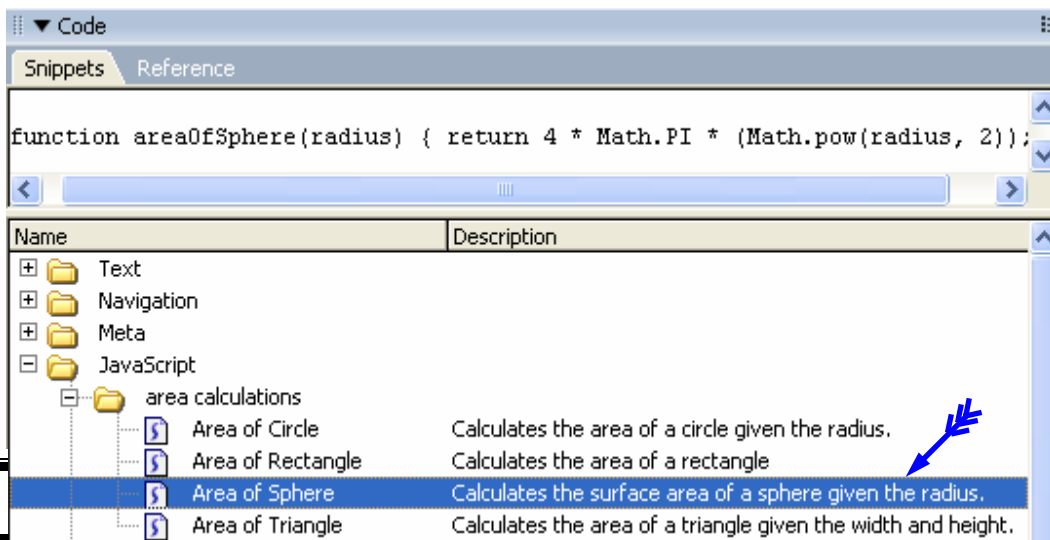 Code
Snippets Reference
function areaOfSphere(radius) { return 4 * Math.PI * (Math.pow(radius, 2));
Name Description
Text
Navigation
Meta
JavaScript
area calculations
Area of Circle Calculates the area of a circle given the radius.
Area of Rectangle Calculates the area of a rectangle
Area of Sphere Calculates the surface area of a sphere given the radius.
Area of Triangle Calculates the area of a triangle given the width and height.